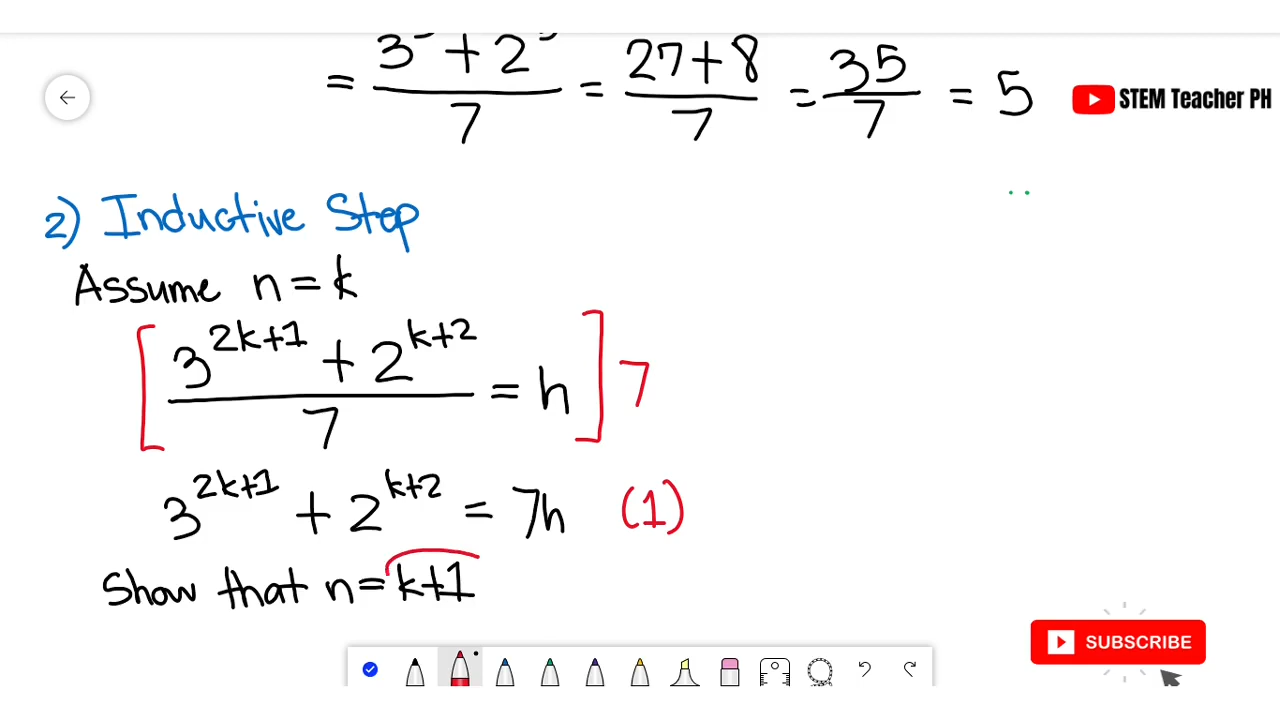 = 3^3 + 2^3 / 7 = 27+8 / 7 = 35 / 7 = 5
STEM Teacher PH
2) Inductive Step
Assume n = k
[ 3^{2k+1} + 2^{k+2} / 7 = h ] 7
3^{2k+1} + 2^{k+2} = 7h (1)
Show that n = k+1
SUBSCRIBE